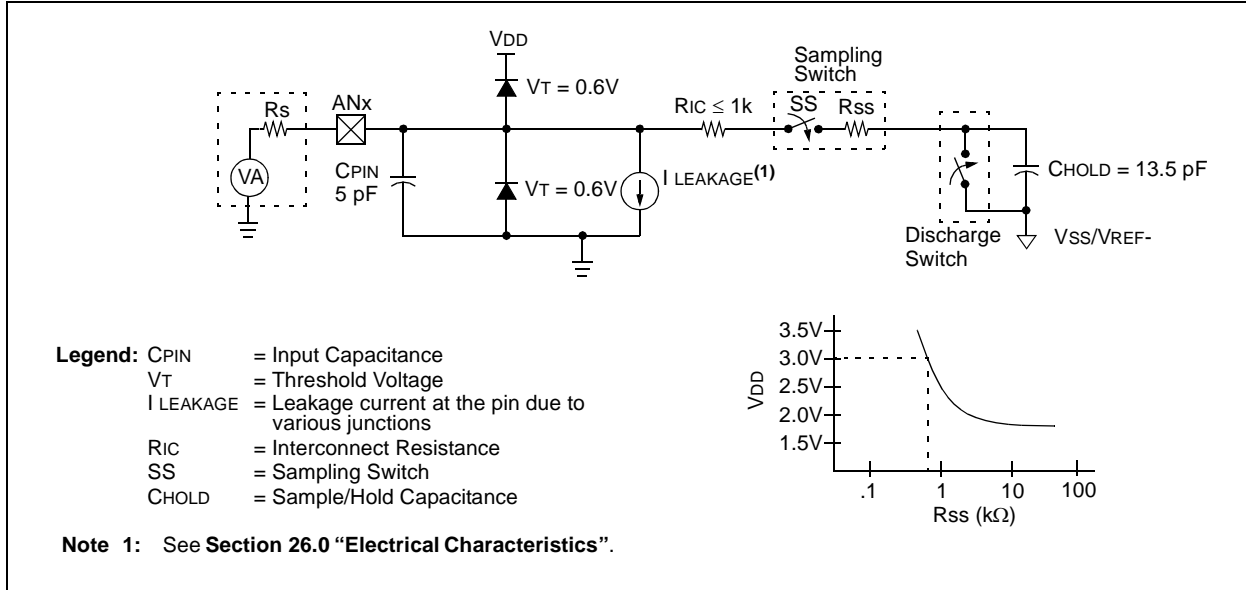 VDD
VT = 0.6V
Sampling
Switch
RS
ANx
RIC ≤ 1k
SS
RSS
VA
CPIN
5 pF
VT = 0.6V
I LEAKAGE(1)
CHOLD = 13.5 pF
Discharge
Switch
VSS/VREF-
Legend: CPIN = Input Capacitance
VT = Threshold Voltage
I LEAKAGE = Leakage current at the pin due to
various junctions
RIC = Interconnect Resistance
SS = Sampling Switch
CHOLD = Sample/Hold Capacitance
VDD
3.5V
3.0V
2.5V
2.0V
1.5V
.1 1 10 100
RSS (kΩ)
Note 1: See Section 26.0 “Electrical Characteristics”.